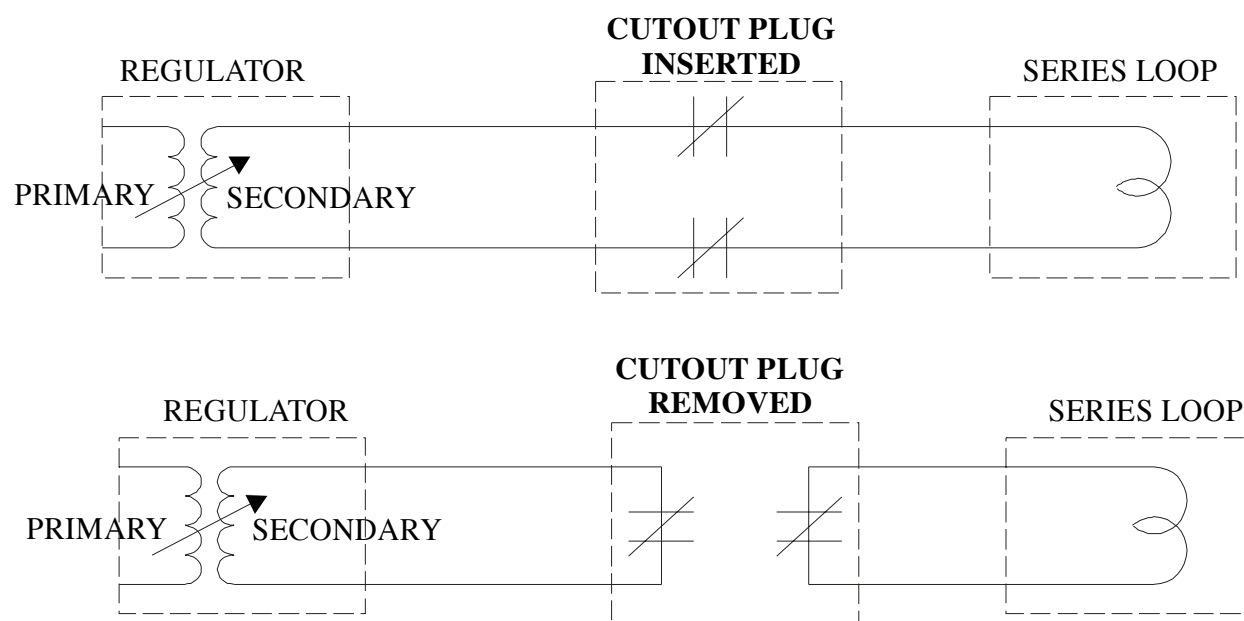 CUTOUT PLUG
INSERTED
REGULATOR
SERIES LOOP
PRIMARY
SECONDARY
CUTOUT PLUG
REMOVED
REGULATOR
SERIES LOOP
PRIMARY
SECONDARY